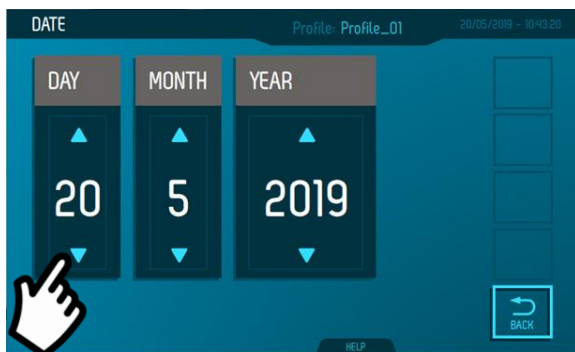 DATE
Profile: Profile_01
20/05/2019 - 10:43:20
DAY
MONTH
YEAR
20
5
2019
BACK
HELP